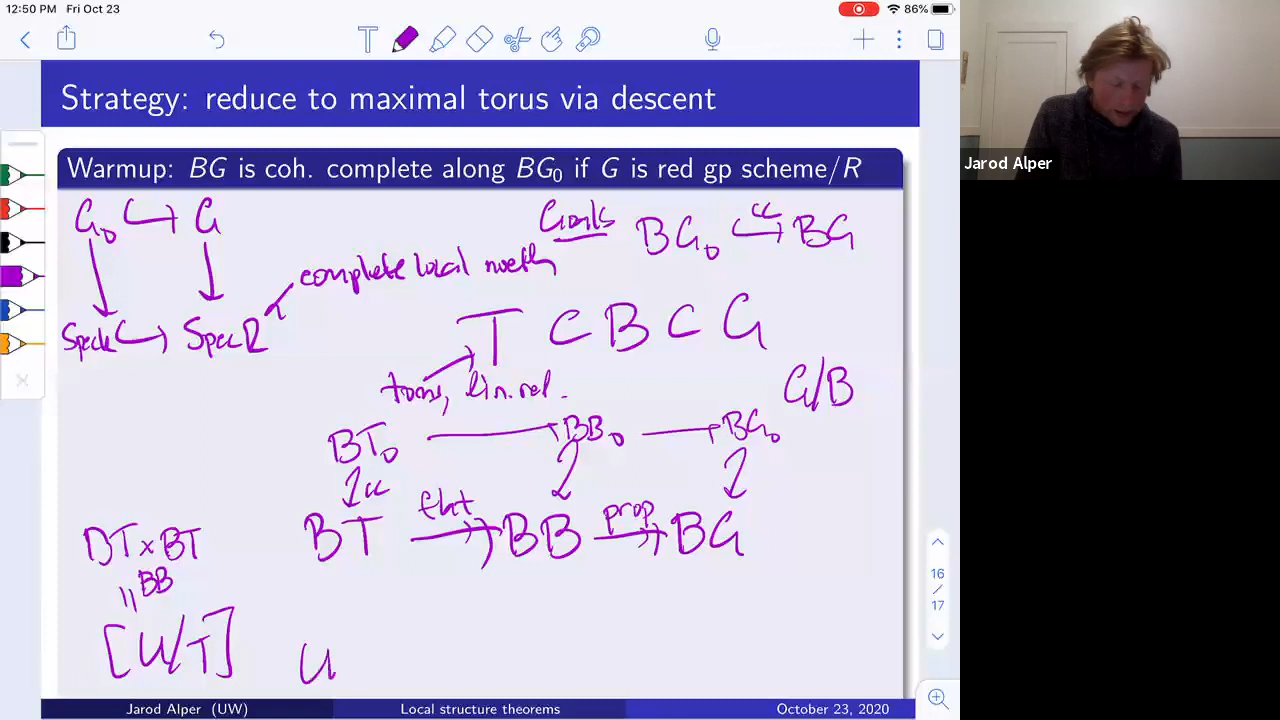 12:50 PM Fri Oct 23
86%
Strategy: reduce to maximal torus via descent
Warmup: BG is coh. complete along BG₀ if G is red gp scheme/R
G₀ ↪ G
Goals BG₀ ↪ BG
cc
complete local noeth
Spec k ↪ Spec R
T ⊂ B ⊂ G
torus, lin. red.
G/B
BT₀ → BB₀ → BG₀
cc
flat
prop
BT → BB → BG
BT × BT
BB
[U/T]
U
Jarod Alper
16
/
17
Jarod Alper (UW)
Local structure theorems
October 23, 2020